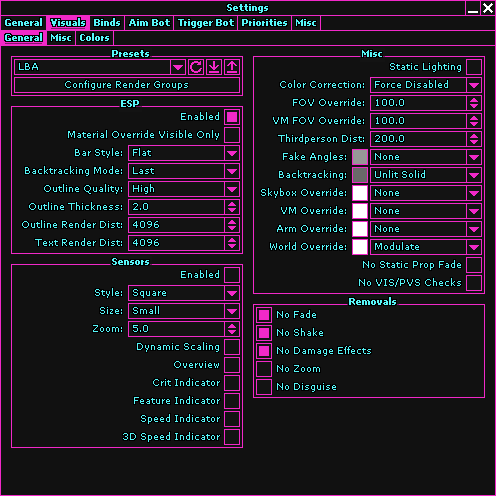 Settings
General Visuals Binds Aim Bot Trigger Bot Priorities Misc
General Misc Colors
Presets
LBA
Configure Render Groups
ESP
Enabled
Material Override Visible Only
Bar Style: Flat
Backtracking Mode: Last
Outline Quality: High
Outline Thickness: 2.0
Outline Render Dist: 4096
Text Render Dist: 4096
Sensors
Enabled
Style: Square
Size: Small
Zoom: 5.0
Dynamic Scaling
Overview
Crit Indicator
Feature Indicator
Speed Indicator
3D Speed Indicator
Misc
Static Lighting
Color Correction: Force Disabled
FOV Override: 100.0
VM FOV Override: 100.0
Thirdperson Dist: 200.0
Fake Angles: None
Backtracking: Unlit Solid
Skybox Override: None
VM Override: None
Arm Override: None
World Override: Modulate
No Static Prop Fade
No VIS/PVS Checks
Removals
No Fade
No Shake
No Damage Effects
No Zoom
No Disguise